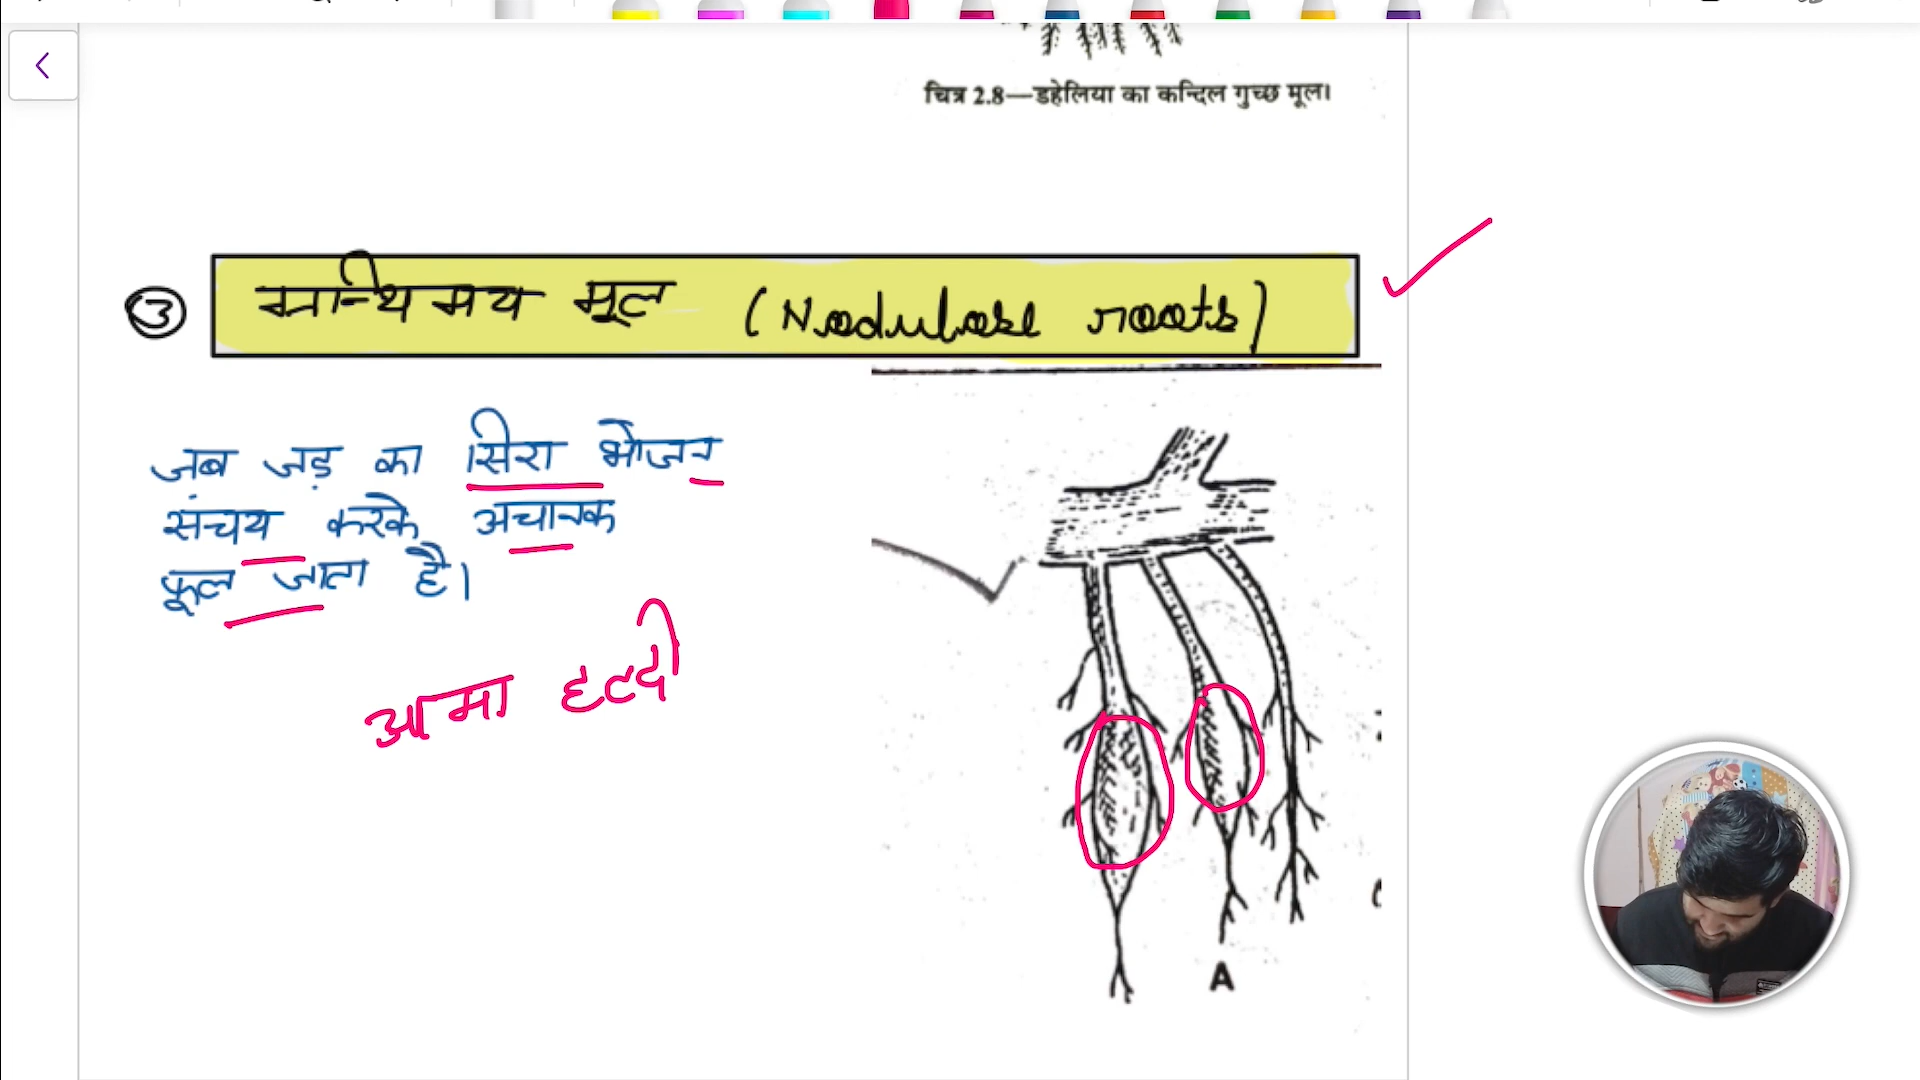 चित्र 2.8—डहेलिया का कन्दिल गुच्छ मूल।
③ ग्रन्थिमय मूल (Nodulose roots)
जब जड़ का सिरा भोजन
संचय करके अचानक
फूल जाता है।
आमा हल्दी
A